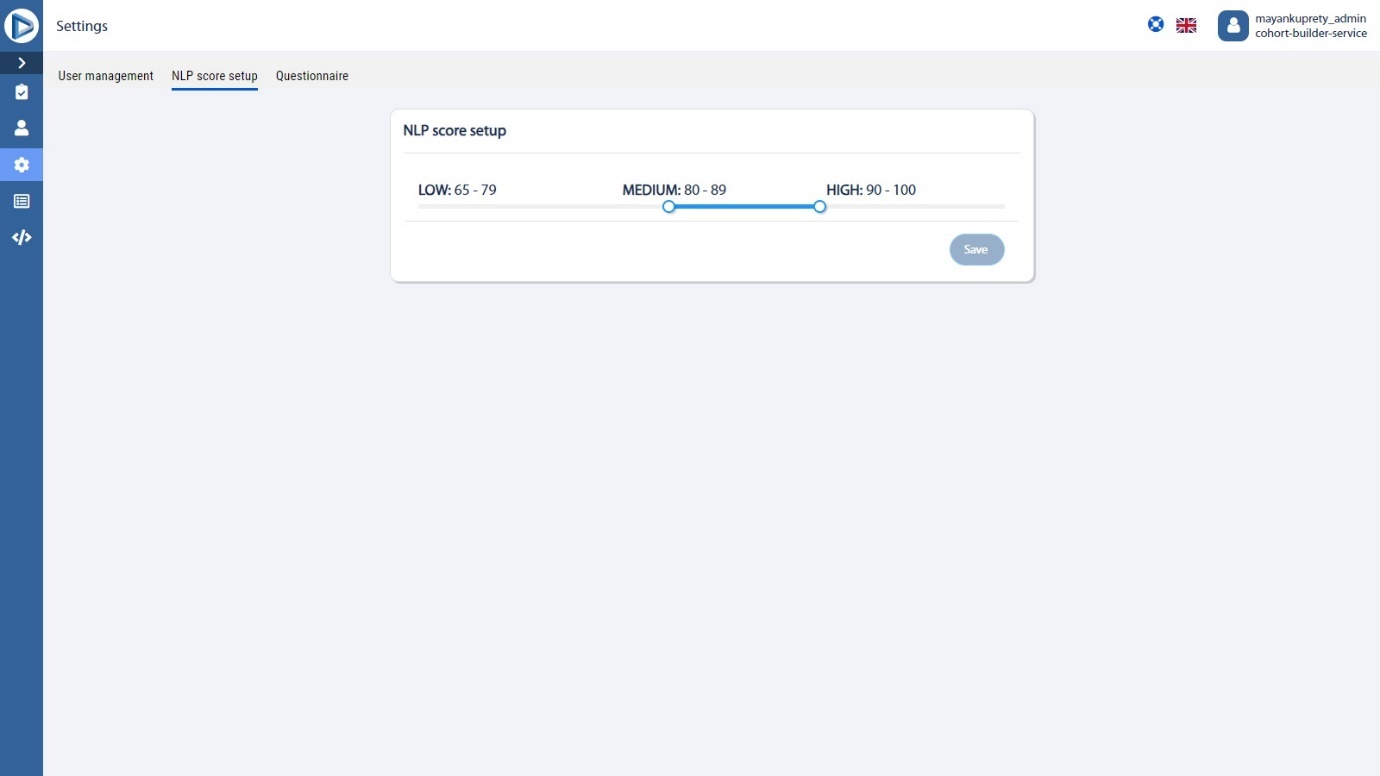 Settings
mayankuprety_admin
cohort-builder-service
User management NLP score setup Questionnaire
NLP score setup
LOW: 65 - 79 MEDIUM: 80 - 89 HIGH: 90 - 100
Save